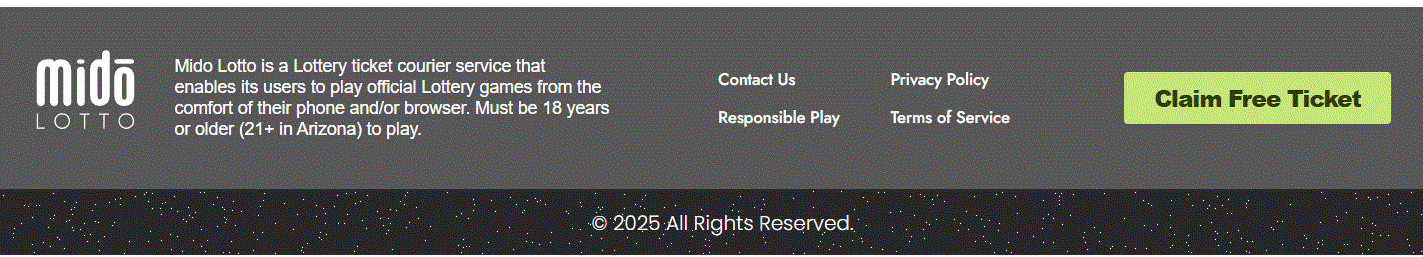 midō
LOTTO
Mido Lotto is a Lottery ticket courier service that
enables its users to play official Lottery games from the
comfort of their phone and/or browser. Must be 18 years
or older (21+ in Arizona) to play.
Contact Us
Privacy Policy
Responsible Play
Terms of Service
Claim Free Ticket
© 2025 All Rights Reserved.